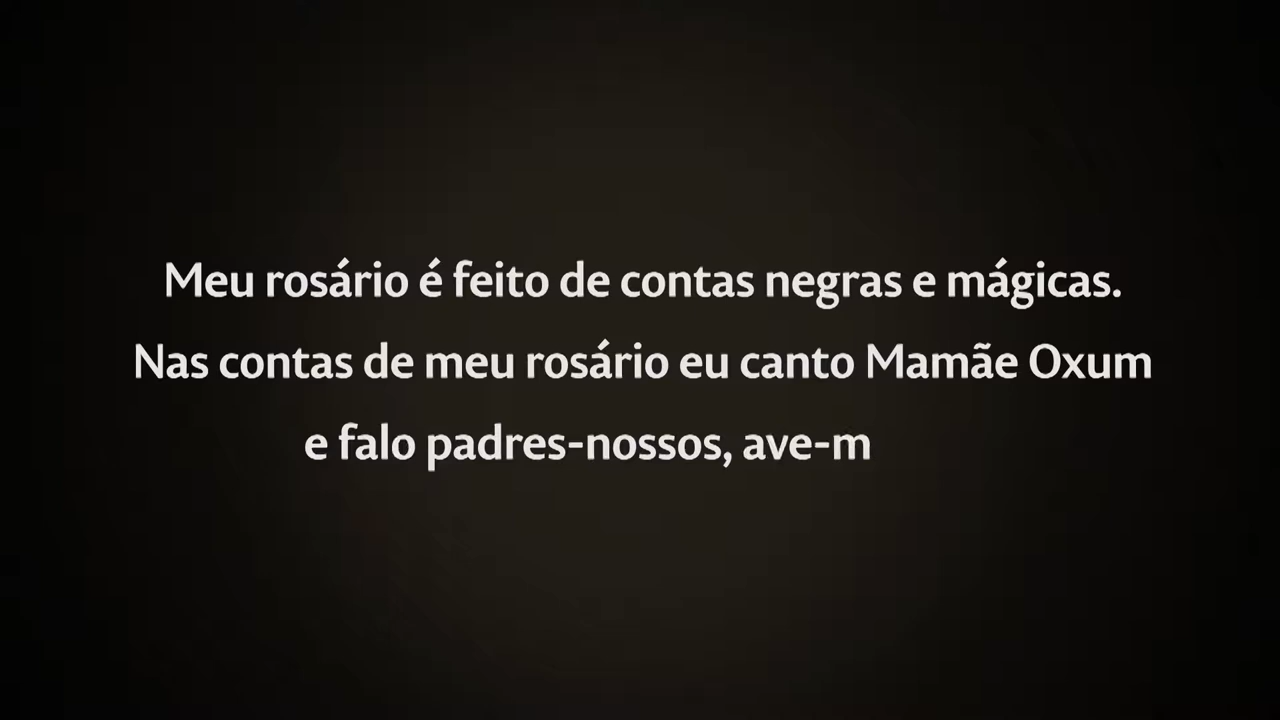 Meu rosário é feito de contas negras e mágicas.
Nas contas de meu rosário eu canto Mamãe Oxum
e falo padres-nossos, ave-m